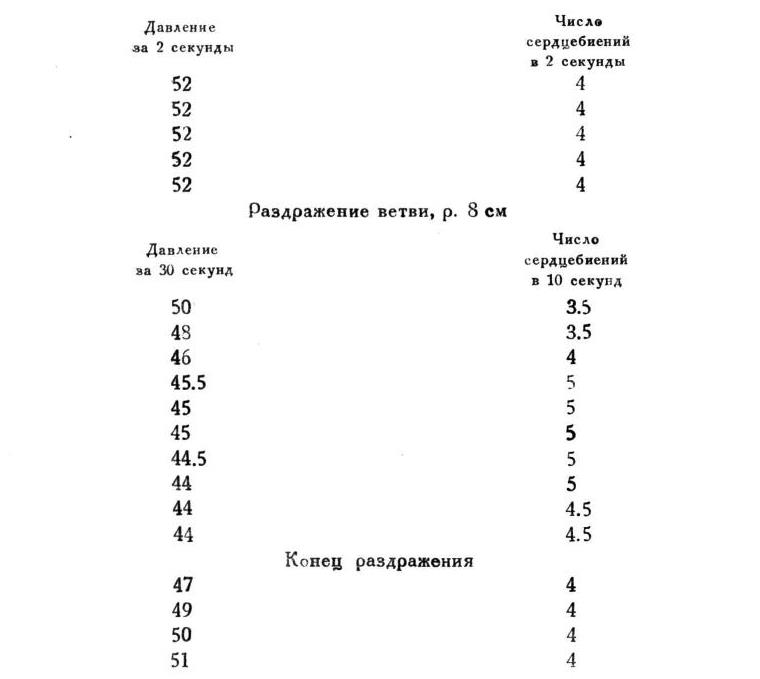 Давление Число
за 2 секунды сердцебиений
в 2 секунды
52 4
52 4
52 4
52 4
52 4
Раздражение ветви, р. 8 см
Давление Число
за 30 секунд сердцебиений
в 10 секунд
50 3.5
48 3.5
46 4
45.5 5
45 5
45 5
44.5 5
44 5
44 4.5
44 4.5
Конец раздражения
47 4
49 4
50 4
51 4